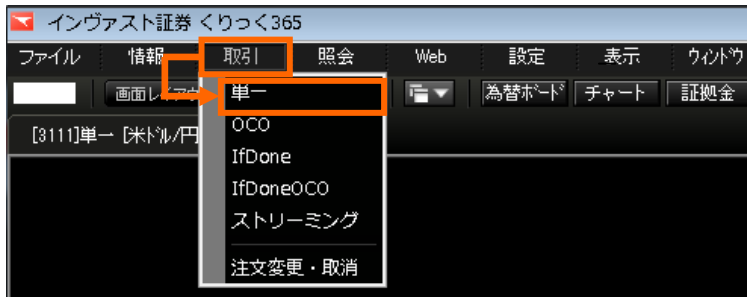 インヴァスト証券 くりっく365
ファイル 情報 取引 照会 Web 設定 表示 ウィンドウ
為替ボード チャート 証拠金
[3111]単一 [米ドル/円
単一
OCO
IfDone
IfDoneOCO
ストリーミング
注文変更・取消